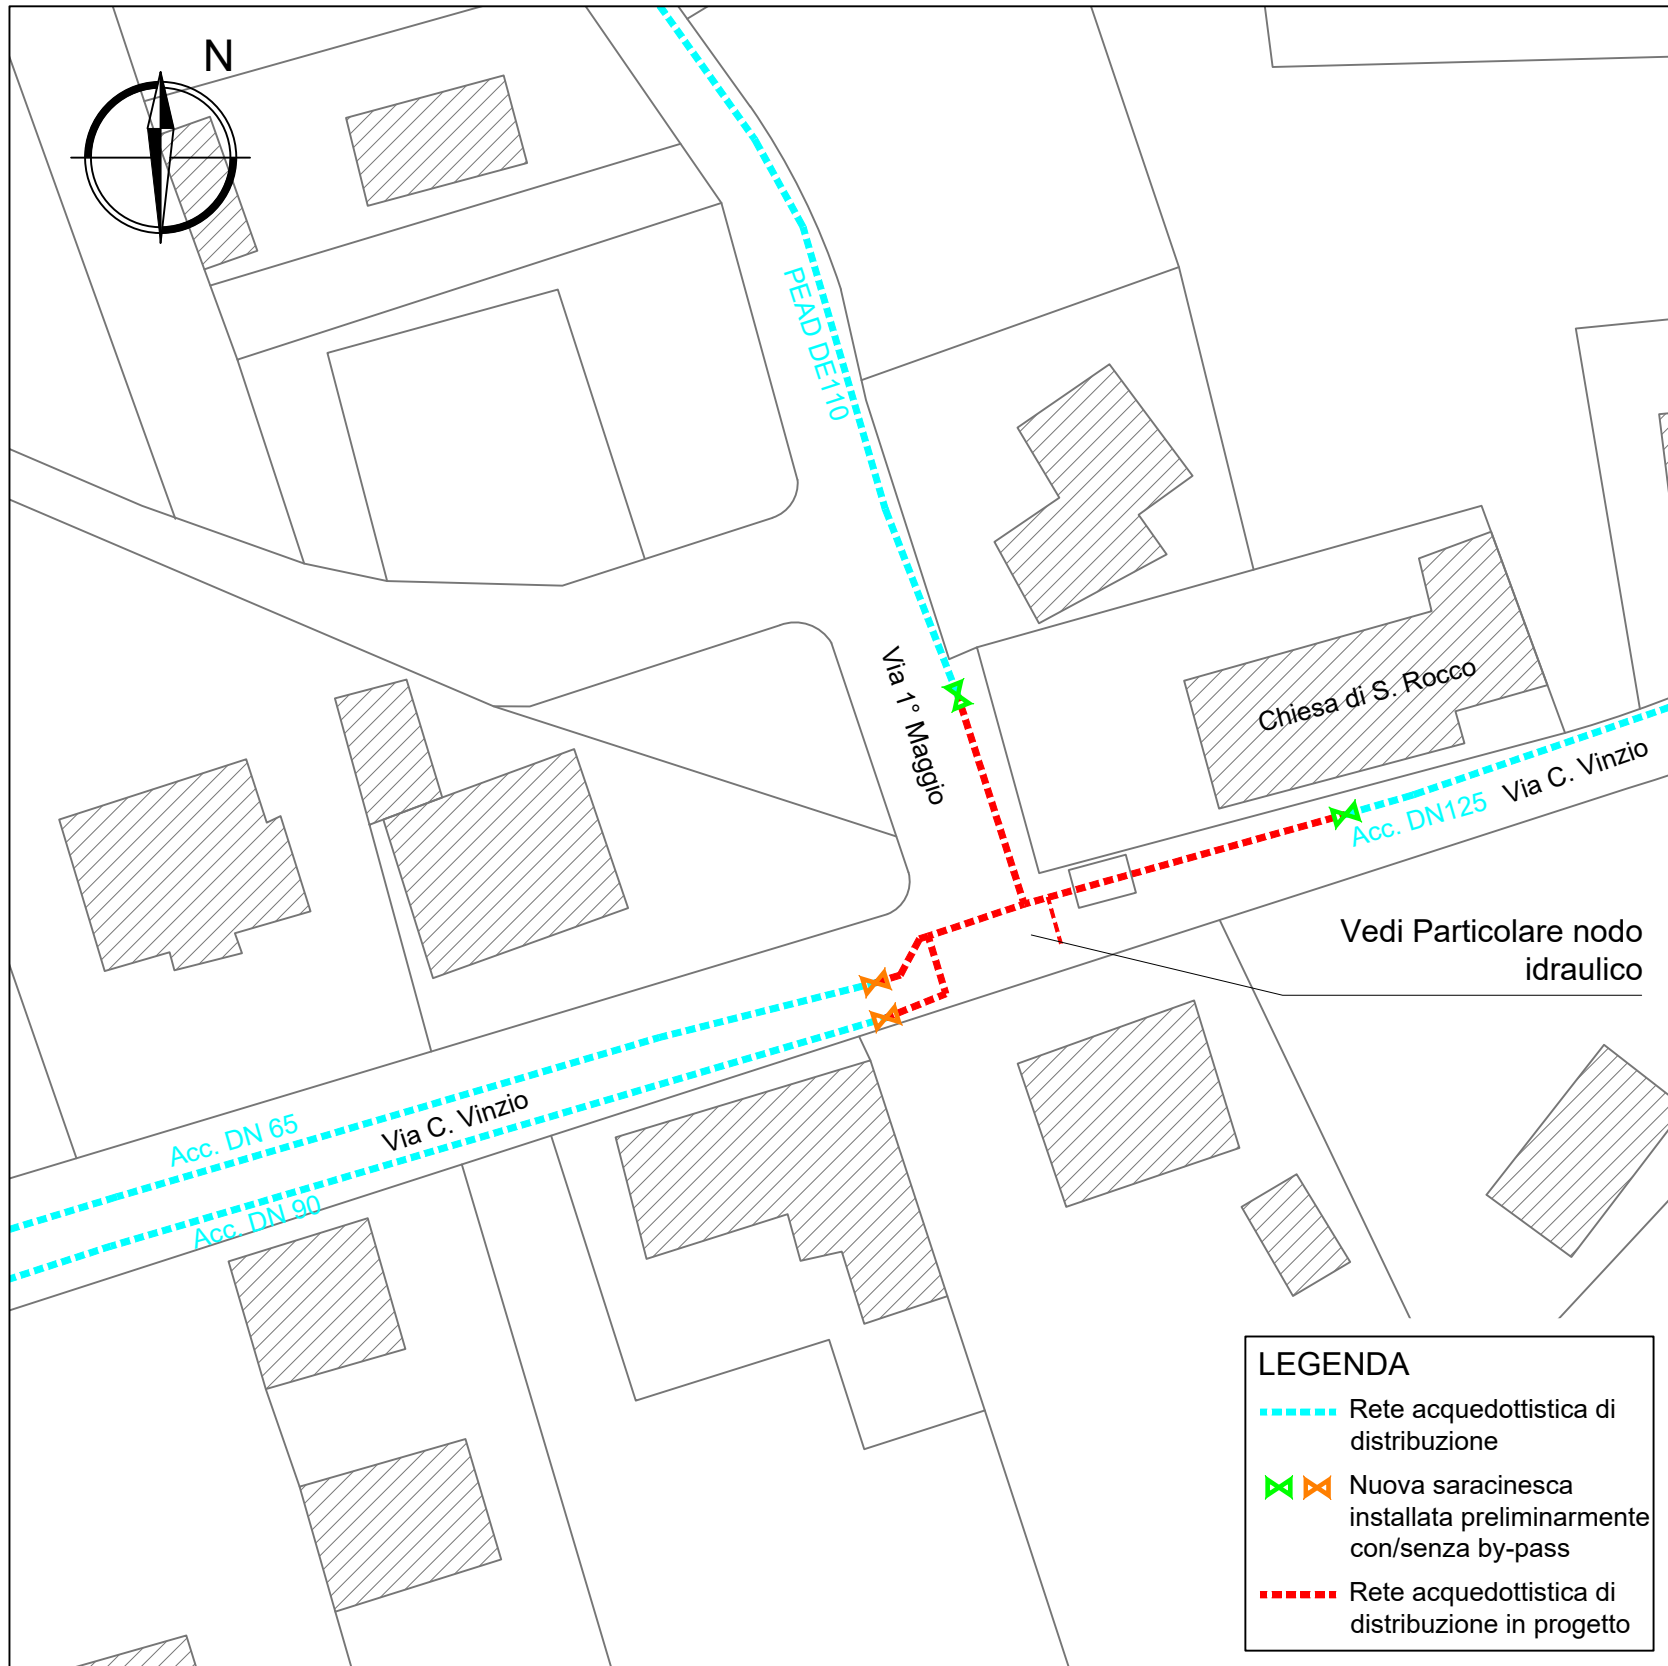 N
PEAD DE110
Via 1° Maggio
Chiesa di S. Rocco
Via C. Vinzio
Acc. DN125
Vedi Particolare nodo
idraulico
Acc. DN 65
Via C. Vinzio
Acc. DN 90
LEGENDA
Rete acquedottistica di
distribuzione
Nuova saracinesca
installata preliminarmente
con/senza by-pass
Rete acquedottistica di
distribuzione in progetto